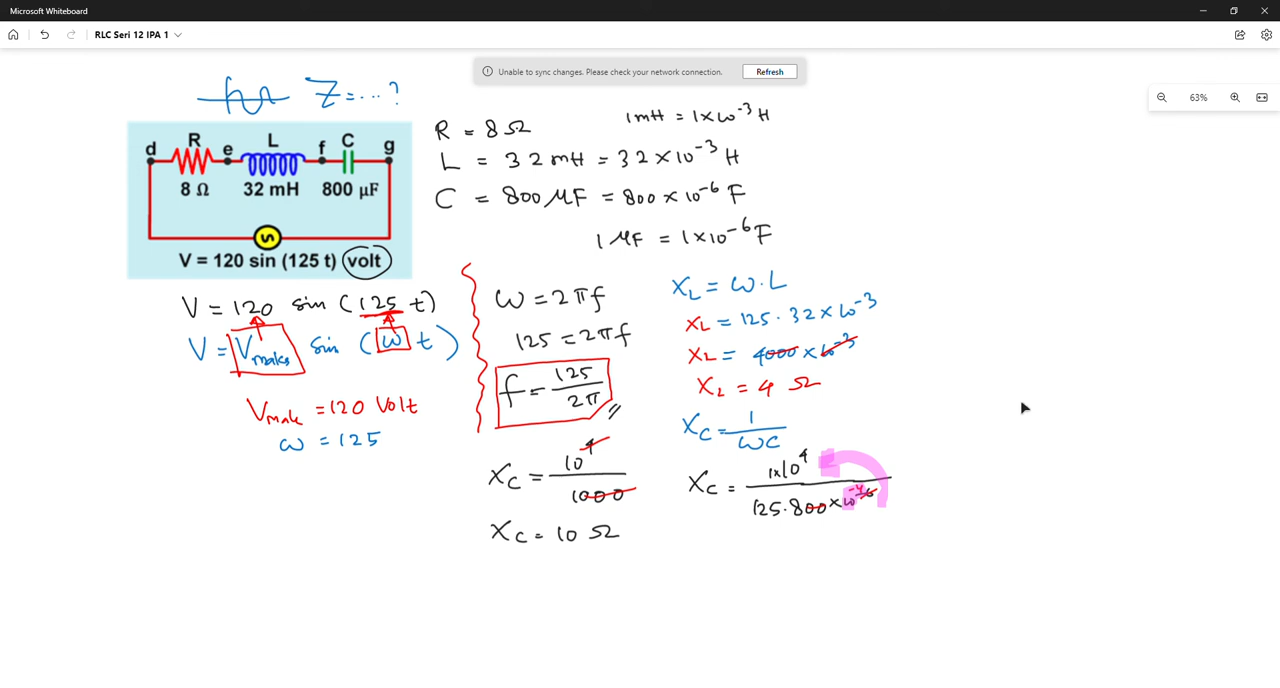 Microsoft Whiteboard
RLC Seri 12 IPA 1
Unable to sync changes. Please check your network connection.
Refresh
63%
Z = ....?
d R e L f C g
8 Ω 32 mH 800 μF
V = 120 sin (125 t) volt
V = 120 sin (125 t)
V = Vmaks sin (ω t)
Vmak = 120 Volt
ω = 125
R = 8 Ω
1 mH = 1 x 10⁻³ H
L = 32 mH = 32 x 10⁻³ H
C = 800 μF = 800 x 10⁻⁶ F
1 μF = 1 x 10⁻⁶ F
ω = 2πf
125 = 2πf
f = 125 / 2π
XL = ω . L
XL = 125 . 32 x 10⁻³
XL = 4000 x 10⁻³
XL = 4 Ω
XC = 1 / ωC
XC = 1x10⁴ / 125 . 800 x 10⁻⁴
XC = 10⁴ / 1000
XC = 10 Ω